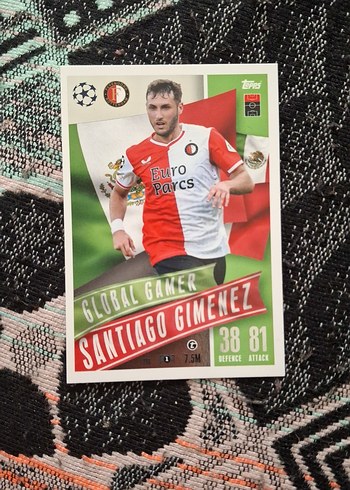 Topps
Euro
Parcs
GLOBAL GAMER
SANTIAGO GIMENEZ
38 81
DEFENCE ATTACK
7.5M